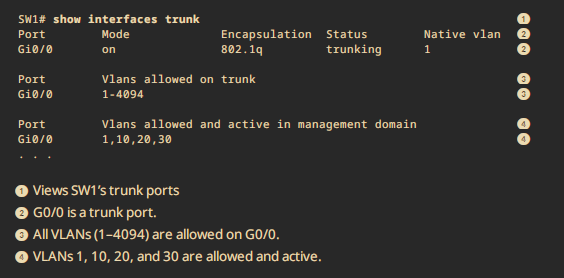 SW1# show interfaces trunk ①
Port Mode Encapsulation Status Native vlan ②
Gi0/0 on 802.1q trunking 1 ②
Port Vlans allowed on trunk ③
Gi0/0 1-4094 ③
Port Vlans allowed and active in management domain ④
Gi0/0 1,10,20,30 ④
. . .
① Views SW1’s trunk ports
② G0/0 is a trunk port.
③ All VLANs (1–4094) are allowed on G0/0.
④ VLANs 1, 10, 20, and 30 are allowed and active.